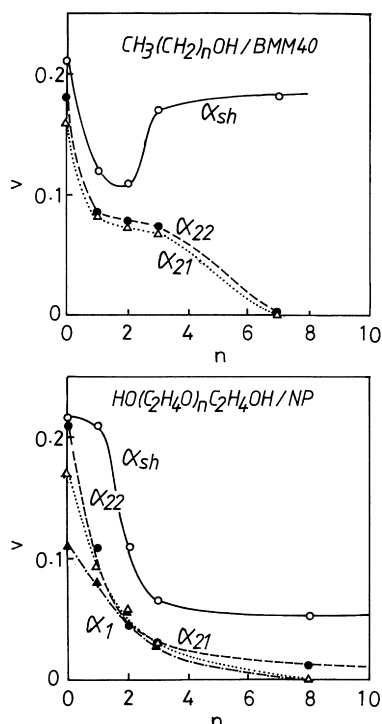 CH3(CH2)nOH/BMM40
0.2
αsh
0.1
v
α22
α21
0
0 2 4 6 8 10
n
HO(C2H4O)nC2H4OH/NP
0.2
αsh
α22
v
0.1
α1
α21
0
0 2 4 6 8 10
n